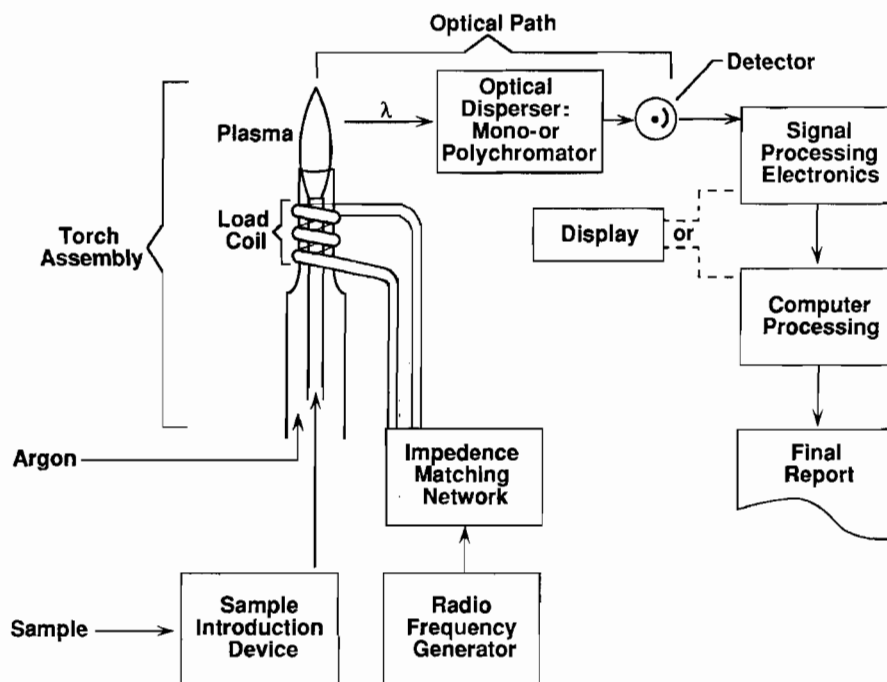 Optical Path
Detector
Optical
Disperser:
Mono-or
Polychromator
λ
Plasma
Signal
Processing
Electronics
Load
Coil
Torch
Assembly
Display
or
Computer
Processing
Argon
Impedence
Matching
Network
Final
Report
Sample
Sample
Introduction
Device
Radio
Frequency
Generator